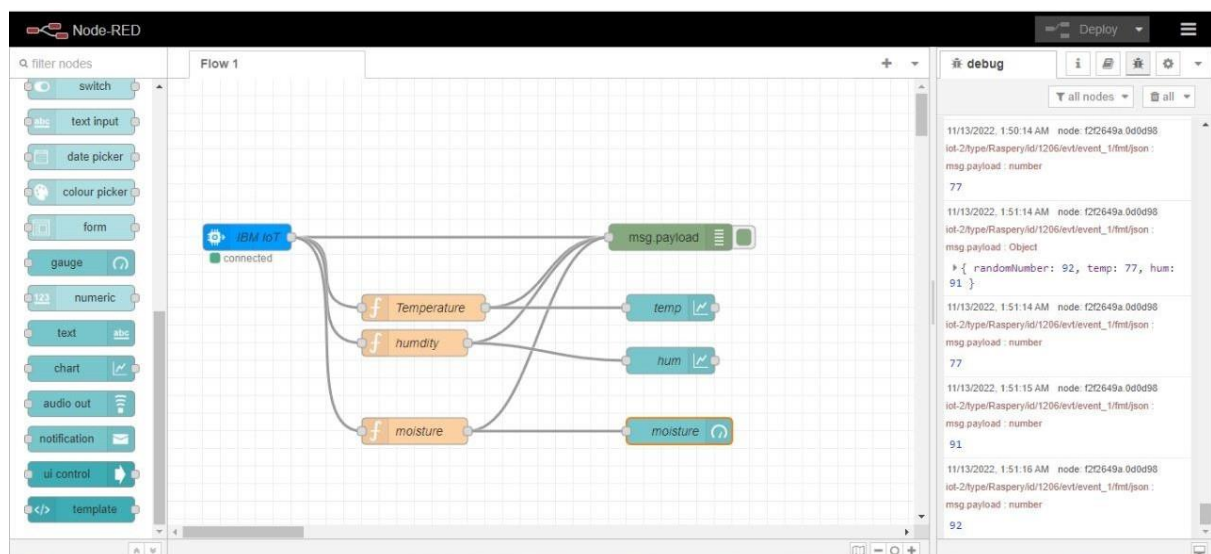 Node-RED
Deploy
filter nodes
switch
abc
text input
date picker
colour picker
form
gauge
123
numeric
text
abc
chart
audio out
notification
ui control
</>
template
Flow 1
IBM IoT
connected
f
Temperature
f
humdity
f
moisture
msg.payload
temp
hum
moisture
debug
i
all nodes
all
11/13/2022, 1:50:14 AM node: f2f2649a.0d0d98
iot-2/type/Raspery/id/1206/evt/event_1/fmt/json :
msg.payload : number
77
11/13/2022, 1:51:14 AM node: f2f2649a.0d0d98
iot-2/type/Raspery/id/1206/evt/event_1/fmt/json :
msg.payload : Object
{ randomNumber: 92, temp: 77, hum:
91 }
11/13/2022, 1:51:14 AM node: f2f2649a.0d0d98
iot-2/type/Raspery/id/1206/evt/event_1/fmt/json :
msg.payload : number
77
11/13/2022, 1:51:15 AM node: f2f2649a.0d0d98
iot-2/type/Raspery/id/1206/evt/event_1/fmt/json :
msg.payload : number
91
11/13/2022, 1:51:16 AM node: f2f2649a.0d0d98
iot-2/type/Raspery/id/1206/evt/event_1/fmt/json :
msg.payload : number
92